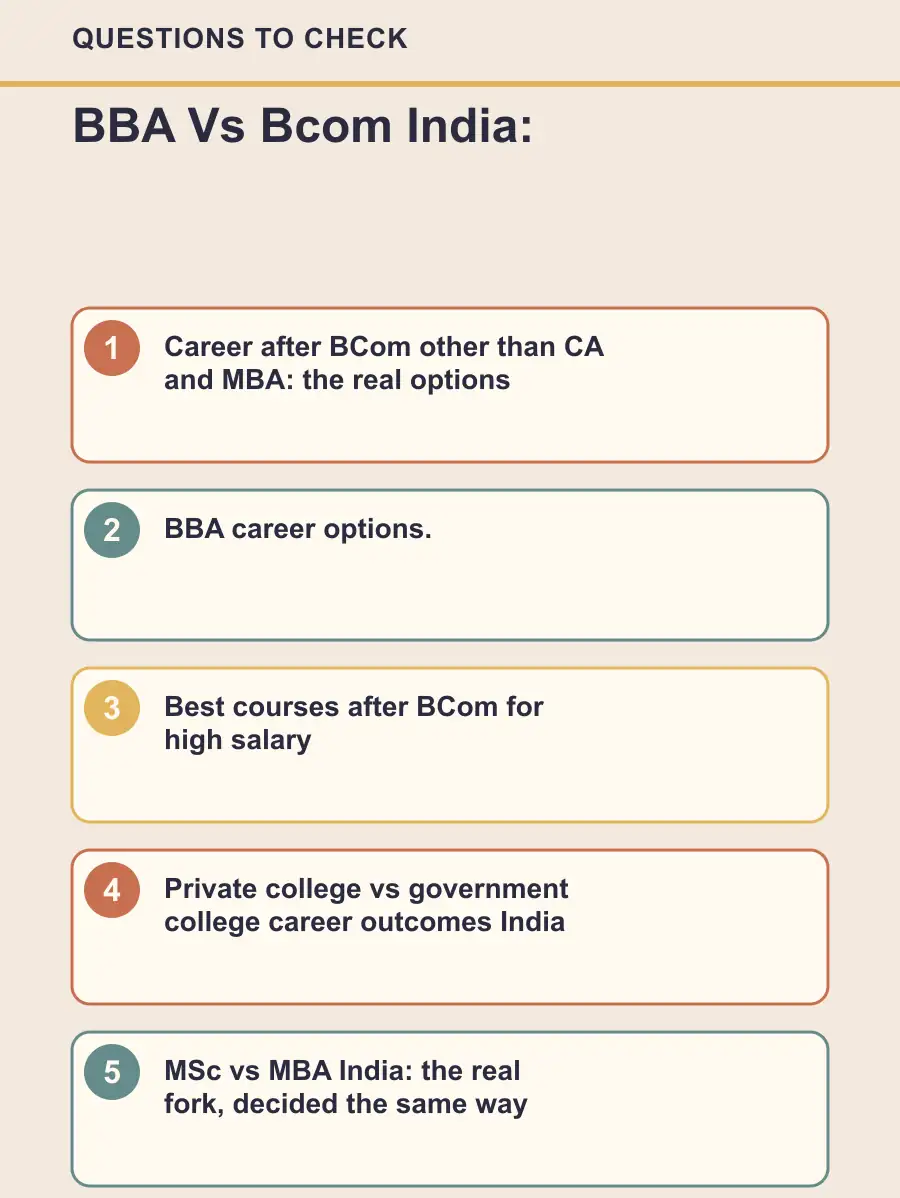 QUESTIONS TO CHECK
BBA Vs Bcom India:
1
Career after BCom other than CA
and MBA: the real options
2
BBA career options.
3
Best courses after BCom for
high salary
4
Private college vs government
college career outcomes India
5
MSc vs MBA India: the real
fork, decided the same way